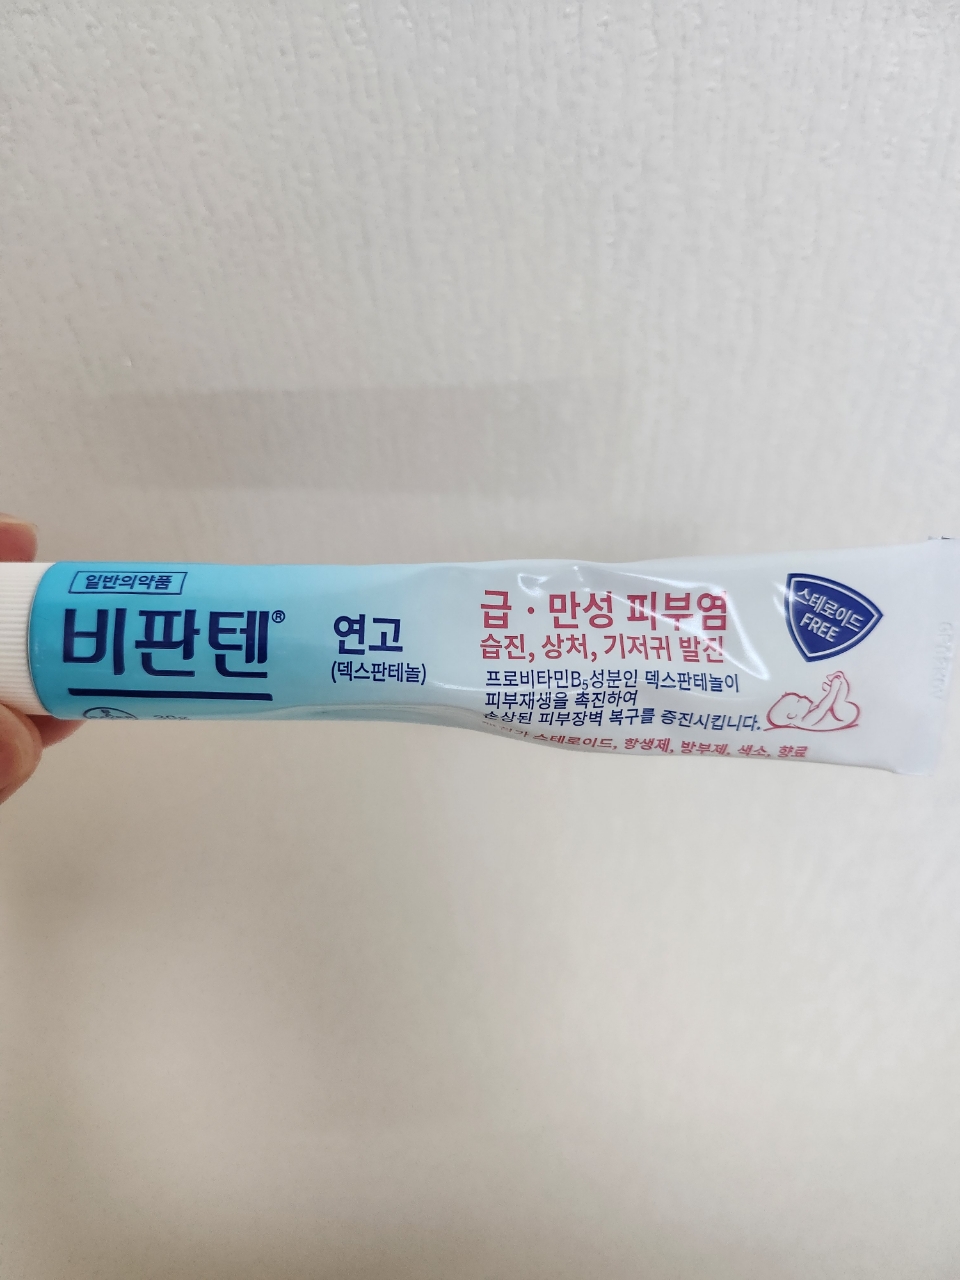 일반의약품
비판텐®
연고
(덱스판테놀)
20g
급·만성 피부염
습진, 상처, 기저귀 발진
프로비타민B5성분인 덱스판테놀이
피부재생을 촉진하여
손상된 피부장벽 복구를 증진시킵니다.
스테로이드, 항생제, 방부제, 색소, 향료
스테로이드
FREE